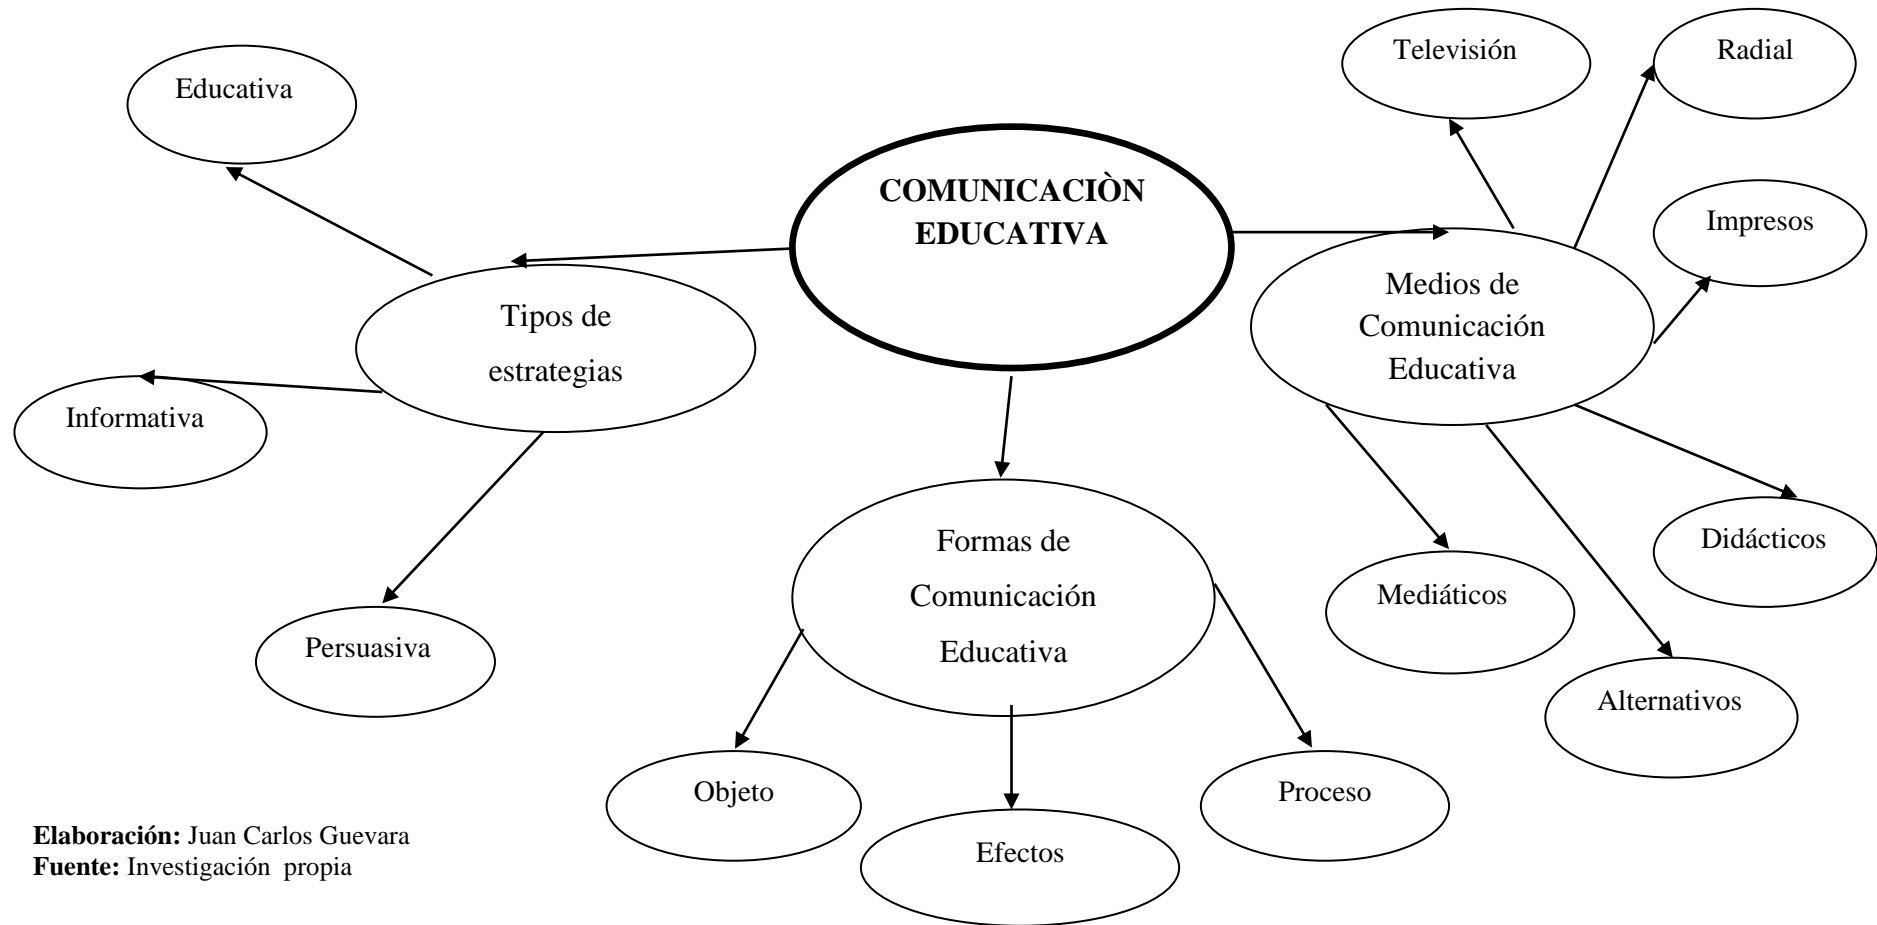 Televisión
Radial
Educativa
COMUNICACIÒN
EDUCATIVA
Impresos
Medios de
Comunicación
Educativa
Tipos de
estrategias
Informativa
Formas de
Comunicación
Educativa
Didácticos
Mediáticos
Persuasiva
Alternativos
Objeto
Proceso
Efectos
Elaboración: Juan Carlos Guevara
Fuente: Investigación propia